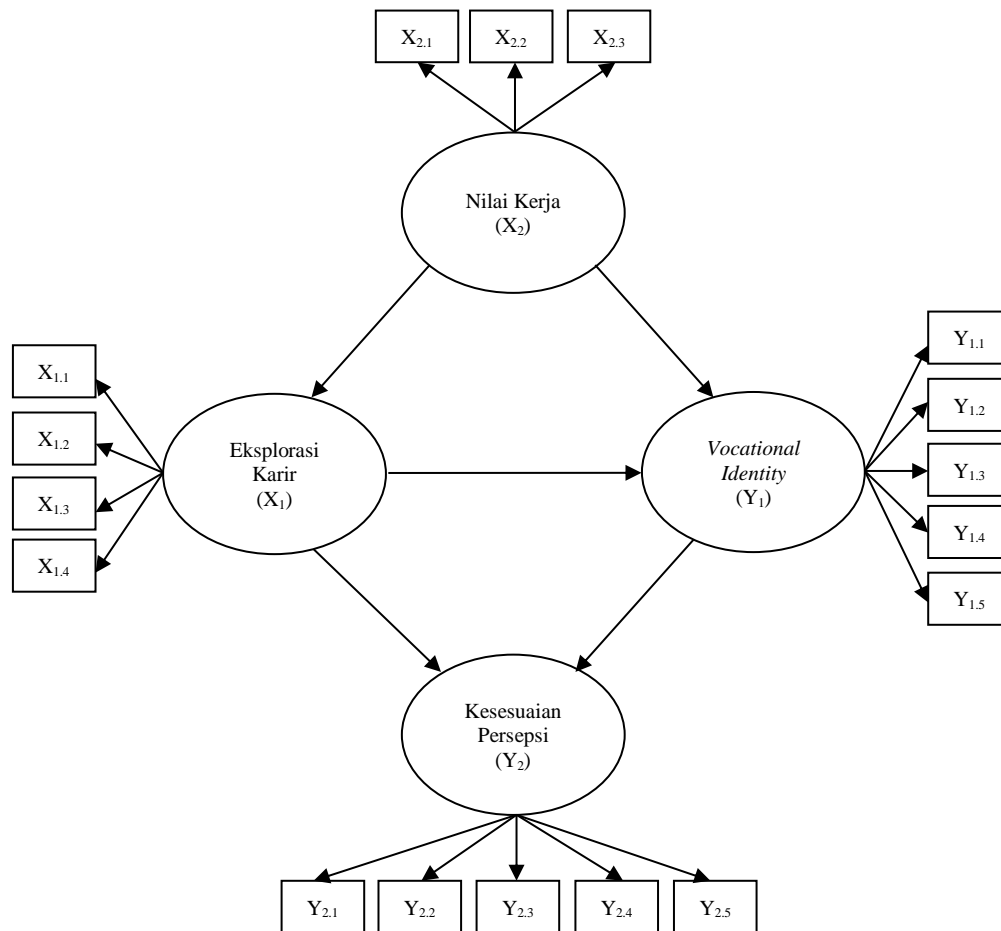 X2.1 X2.2 X2.3
Nilai Kerja
(X2)
X1.1
X1.2
X1.3
X1.4
Eksplorasi
Karir
(X1)
Vocational
Identity
(Y1)
Y1.1
Y1.2
Y1.3
Y1.4
Y1.5
Kesesuaian
Persepsi
(Y2)
Y2.1 Y2.2 Y2.3 Y2.4 Y2.5